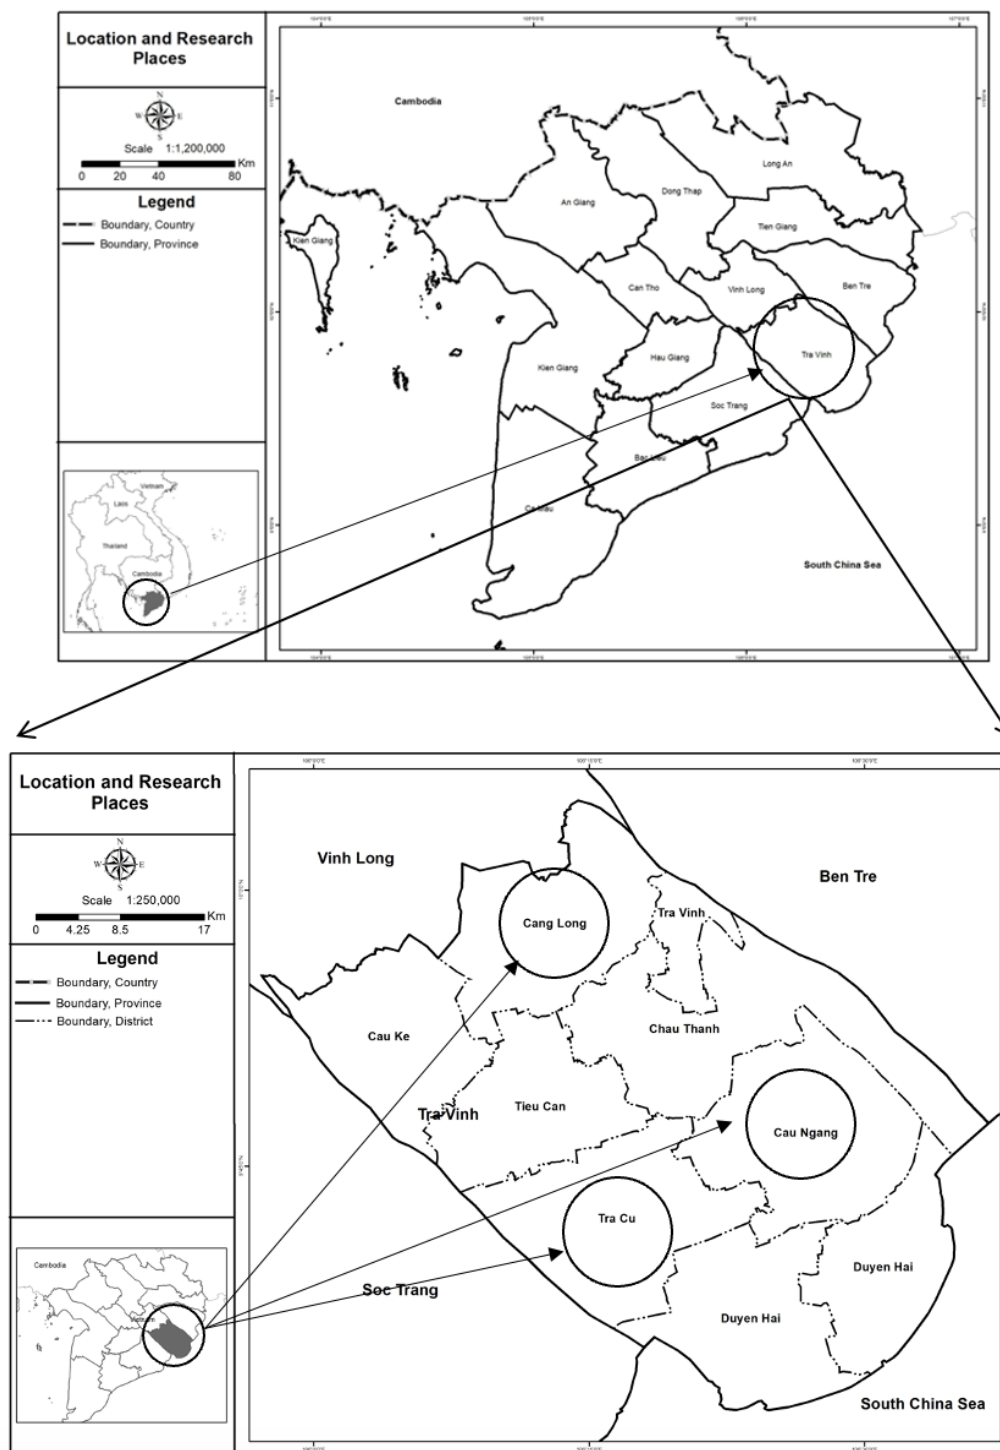 Location and Research
Places
N
W E
S
Scale 1:1,200,000
Km
0 20 40 80
Legend
Boundary, Country
Boundary, Province
Vietnam
Laos
Thailand
Cambodia
Cambodia
Long An
Dong Thap
An Giang
Tien Giang
Kien Giang
Can Tho
Vinh Long
Ben Tre
Hau Giang
Tra Vinh
Kien Giang
Soc Trang
Bac Lieu
Ca Mau
South China Sea
Location and Research
Places
N
W E
S
Scale 1:250,000
Km
0 4.25 8.5 17
Legend
Boundary, Country
Boundary, Province
Boundary, District
Cambodia
Vietnam
Vinh Long
Ben Tre
Cang Long
Tra Vinh
Cau Ke
Chau Thanh
Tra Vinh
Tieu Can
Cau Ngang
Tra Cu
Duyen Hai
Soc Trang
Duyen Hai
South China Sea